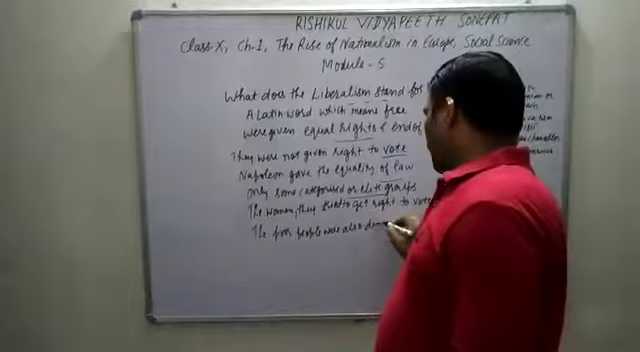 RISHIKUL VIDYAPEETH SONEPAT
Class X, Ch-1, The Rise of Nationalism in Europe, Social Science
Module-5
What does the Liberalism stand for
A Latin word which means free
were given equal Rights & end of
They were not given right to vote
Napoleon gave the equality of law
only some categorised or elite groups
The women, they tried to get right to vote
The poor people were also